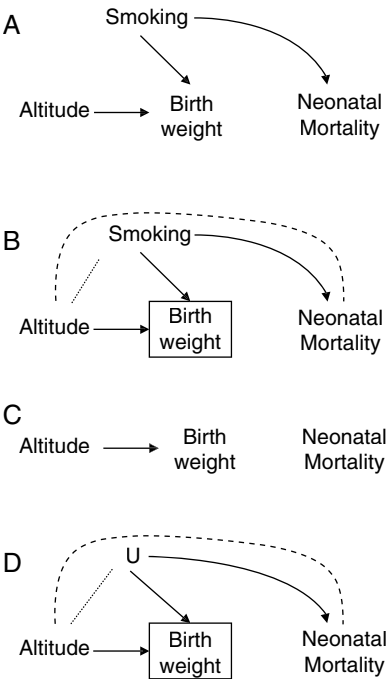 A
Smoking
Altitude
Birth
weight
Neonatal
Mortality
B
Smoking
Altitude
Birth
weight
Neonatal
Mortality
C
Altitude
Birth
weight
Neonatal
Mortality
D
U
Altitude
Birth
weight
Neonatal
Mortality